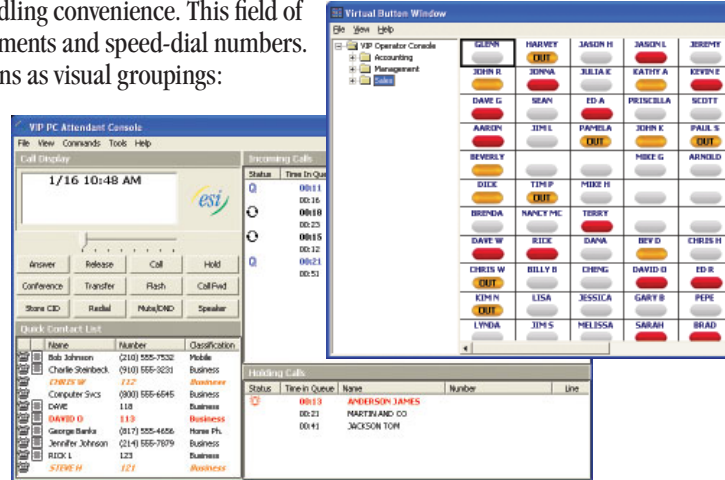 dling convenience. This field of
ments and speed-dial numbers.
ns as visual groupings:
Virtual Button Window
File View Help
VIP Operator Console
Accounting
Management
Sales
GLENN HARVEY JASON H JASON L JEREMY
OUT
JOHN R JONNA JULIA K KATHY A KEVIN E
DAVE G SEAN ED A PRISCILLA SCOTT
AARON JIM L PAMELA JOHN K PAUL S
OUT OUT
BEVERLY MIKE G ARNOLD
DICK TIM P MIKE H
OUT
BRENDA NANCY MC TERRY
DAVE W RICK DANA BEV D CHRIS H
CHRIS W BILLY B CHENG DAVID O ED R
OUT
KIM N LISA JESSICA GARY B PEPE
OUT
LYNDA JIM S MELISSA SARAH BRAD
VIP PC Attendant Console
File View Commands Tools Help
Call Display
1/16 10:48 AM
esi
Answer Release Call Hold
Conference Transfer Flash Call Fwd
Store CID Redial Mute/DND Speaker
Incoming Calls
Status Time In Que
Q 00:11
00:16
00:18
00:23
00:15
00:12
Q 00:21
00:51
Quick Contact List
Name Number Classification
Bob Johnson (210) 555-7532 Mobile
Charlie Steinbeck (910) 555-3231 Business
CHRIS W 112 Business
Computer Svcs (800) 555-6545 Business
DAVE 118 Business
DAVID O 113 Business
George Banks (817) 555-4656 Home Ph.
Jennifer Johnson (214) 555-7879 Business
RICK L 123 Business
STEVE H 121 Business
Holding Calls
Status Time in Queue Name Number Line
00:13 ANDERSON JAMES
00:21 MARTIN AND CO
00:41 JACKSON TOM